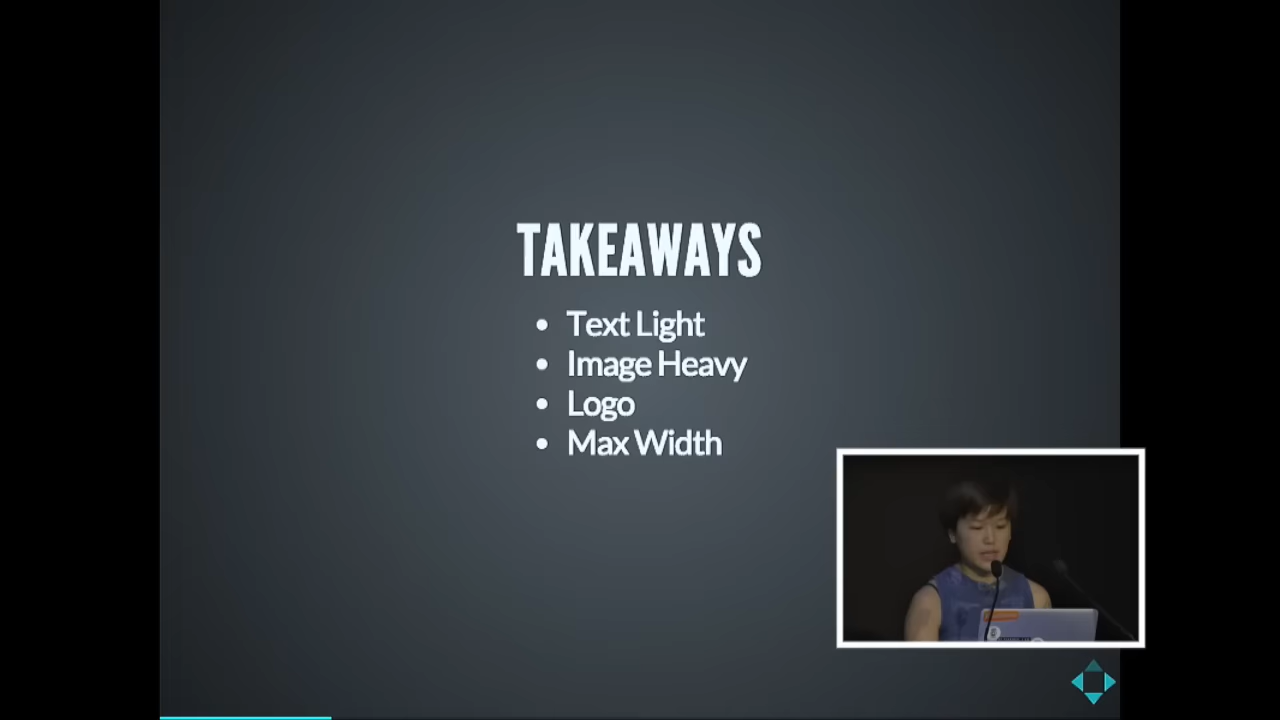 TAKEAWAYS
• Text Light
• Image Heavy
• Logo
• Max Width